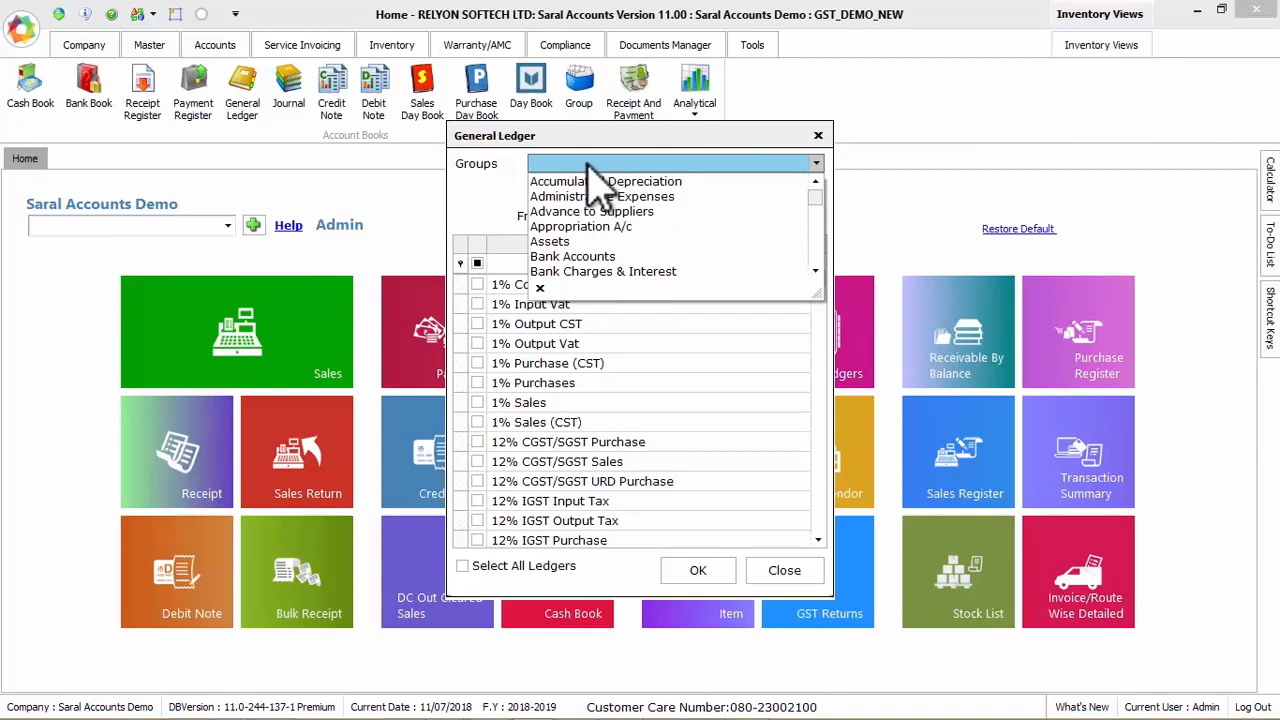 Home - RELYON SOFTECH LTD: Saral Accounts Version 11.00 : Saral Accounts Demo : GST_DEMO_NEW
Inventory Views
Company
Master
Accounts
Service Invoicing
Inventory
Warranty/AMC
Compliance
Documents Manager
Tools
Inventory Views
Cash Book
Bank Book
Receipt Register
Payment Register
General Ledger
Journal
Credit Note
Debit Note
Sales Day Book
Purchase Day Book
Day Book
Group
Receipt And Payment
Analytical
Account Books
Home
Saral Accounts Demo
Help
Admin
Restore Default
Calculator
To-Do List
Shortcut Keys
General Ledger
Groups
Depreciation
Expenses
Advance to Suppliers
Appropriation A/c
Assets
Bank Accounts
Bank Charges & Interest
1% Input Vat
1% Output CST
1% Output Vat
1% Purchase (CST)
1% Purchases
1% Sales
1% Sales (CST)
12% CGST/SGST Purchase
12% CGST/SGST Sales
12% CGST/SGST URD Purchase
12% IGST Input Tax
12% IGST Output Tax
12% IGST Purchase
Select All Ledgers
OK
Close
Sales
Receivable By Balance
Purchase Register
Receipt
Sales Return
Sales Register
Transaction Summary
Debit Note
Bulk Receipt
DC Out Cleared Sales
Cash Book
Item
GST Returns
Stock List
Invoice/Route Wise Detailed
Company : Saral Accounts Demo
DBVersion : 11.0-244-137-1 Premium
Current Date : 11/07/2018
F.Y : 2018-2019
Customer Care Number:080-23002100
What's New
Current User : Admin
Log Out